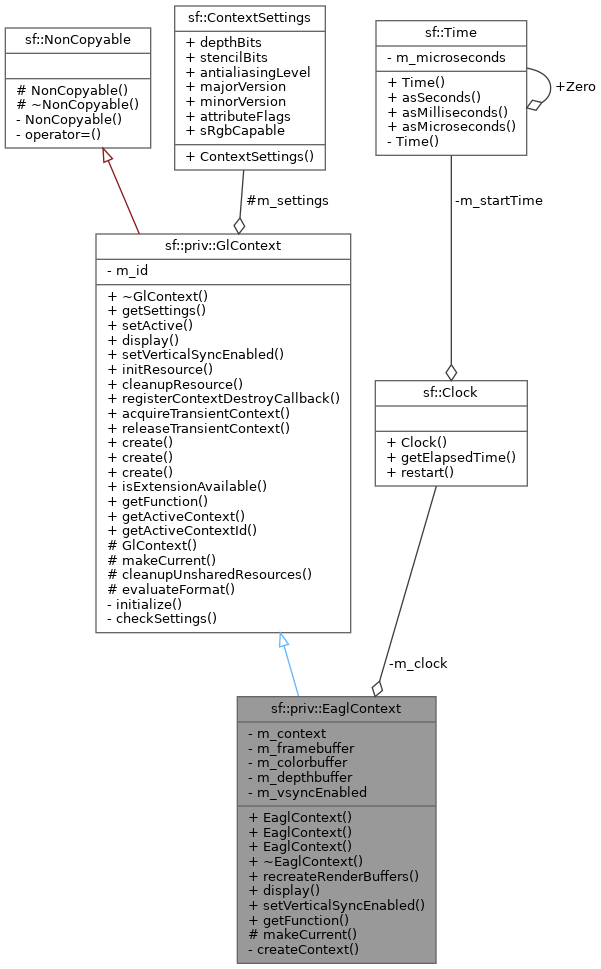 sf::NonCopyable
# NonCopyable()
# ~NonCopyable()
- NonCopyable()
- operator=()
sf::ContextSettings
+ depthBits
+ stencilBits
+ antialiasingLevel
+ majorVersion
+ minorVersion
+ attributeFlags
+ sRgbCapable
+ ContextSettings()
sf::Time
- m_microseconds
+ Time()
+ asSeconds()
+ asMilliseconds()
+ asMicroseconds()
- Time()
+Zero
#m_settings
-m_startTime
sf::priv::GlContext
- m_id
+ ~GlContext()
+ getSettings()
+ setActive()
+ display()
+ setVerticalSyncEnabled()
+ initResource()
+ cleanupResource()
+ registerContextDestroyCallback()
+ acquireTransientContext()
+ releaseTransientContext()
+ create()
+ create()
+ create()
+ isExtensionAvailable()
+ getFunction()
+ getActiveContext()
+ getActiveContextId()
# GlContext()
# makeCurrent()
# cleanupUnsharedResources()
# evaluateFormat()
- initialize()
- checkSettings()
sf::Clock
+ Clock()
+ getElapsedTime()
+ restart()
-m_clock
sf::priv::EaglContext
- m_context
- m_framebuffer
- m_colorbuffer
- m_depthbuffer
- m_vsyncEnabled
+ EaglContext()
+ EaglContext()
+ EaglContext()
+ ~EaglContext()
+ recreateRenderBuffers()
+ display()
+ setVerticalSyncEnabled()
+ getFunction()
# makeCurrent()
- createContext()